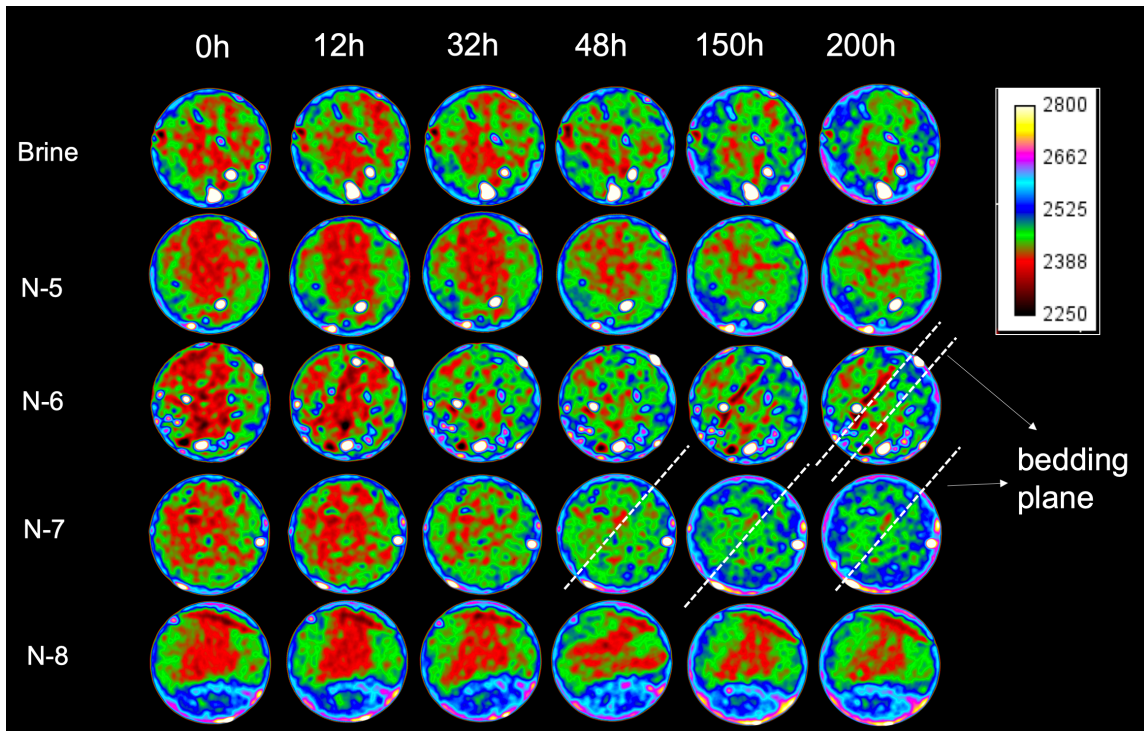 0h 12h 32h 48h 150h 200h
Brine
N-5
N-6
N-7
N-8
2800
2662
2525
2388
2250
bedding
plane